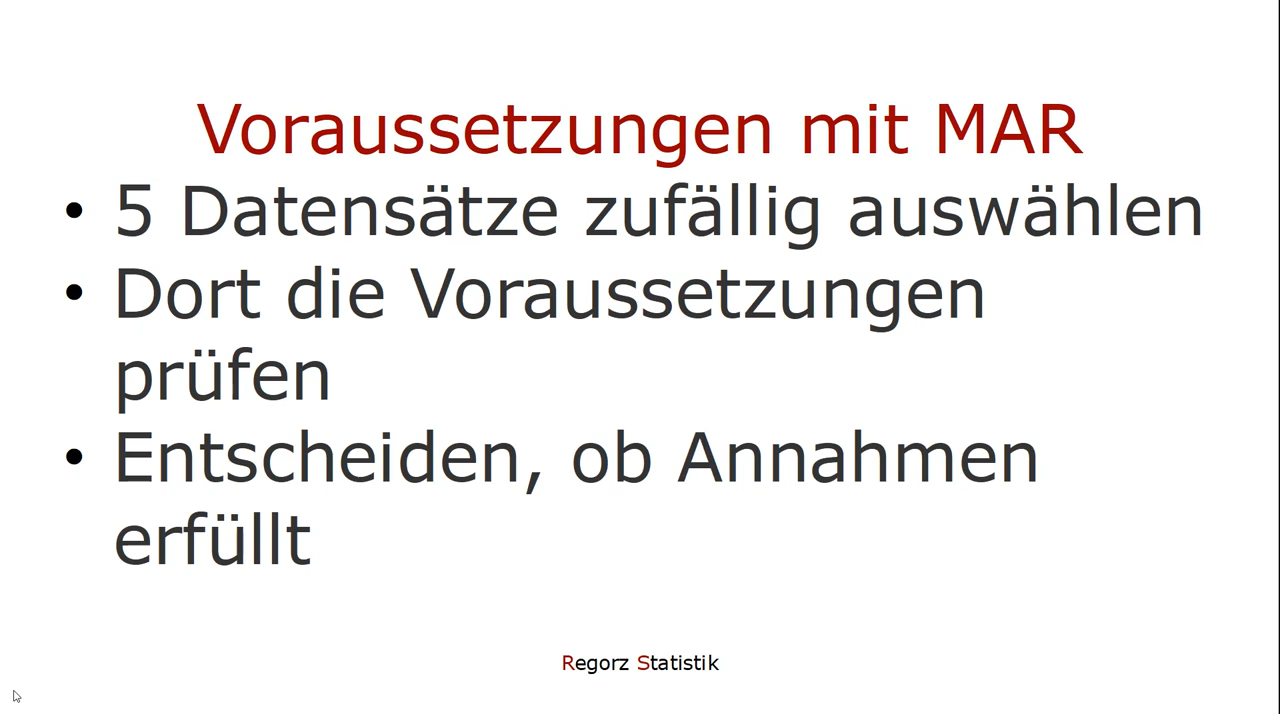 Voraussetzungen mit MAR
• 5 Datensätze zufällig auswählen
• Dort die Voraussetzungen
prüfen
• Entscheiden, ob Annahmen
erfüllt
Regorz Statistik